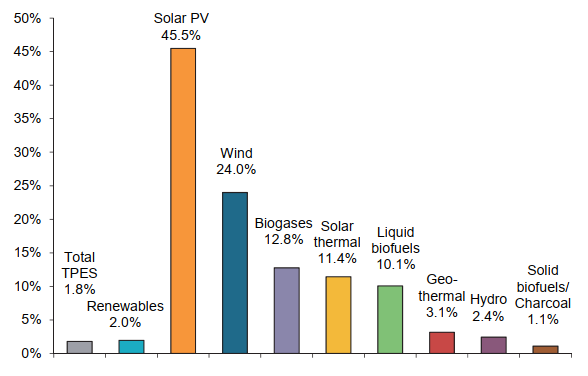 50%
45%
40%
35%
30%
25%
20%
15%
10%
5%
0%
Total
TPES
1.8%
Renewables
2.0%
Solar PV
45.5%
Wind
24.0%
Biogases
12.8%
Solar
thermal
11.4%
Liquid
biofuels
10.1%
Geo-
thermal
3.1%
Hydro
2.4%
Solid
biofuels/
Charcoal
1.1%